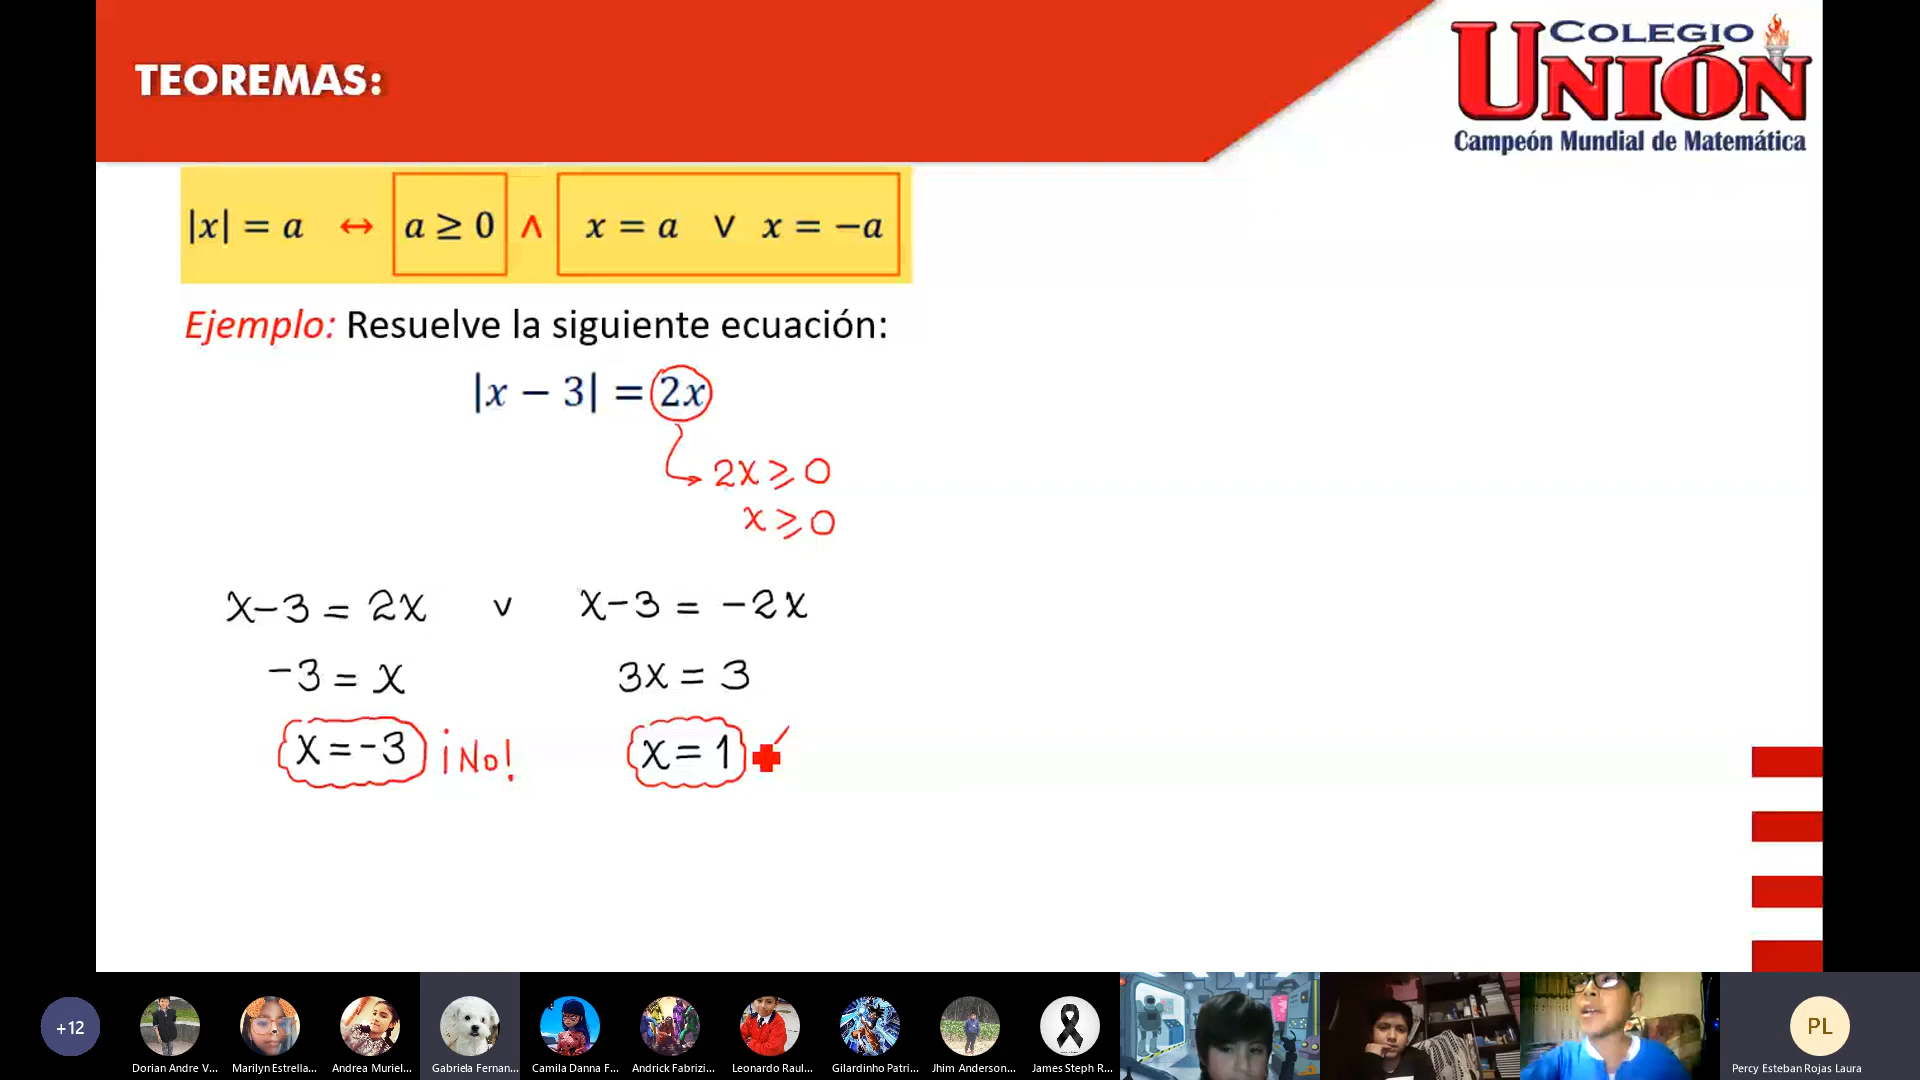 TEOREMAS:
COLEGIO
UNIÓN
Campeón Mundial de Matemática
|x| = a ↔ a ≥ 0 ∧ x = a ∨ x = −a
Ejemplo: Resuelve la siguiente ecuación:
|x − 3| = 2x
2x ≥ 0
x ≥ 0
x-3 = 2x v x-3 = -2x
-3 = x 3x = 3
x = -3 ¡No! x = 1
+12
Dorian Andre V...
Marilyn Estrella...
Andrea Muriel...
Gabriela Fernan...
Camila Danna F...
Andrick Fabrizi...
Leonardo Raul...
Gilardinho Patri...
Jhim Anderson...
James Steph R...
PL
Percy Esteban Rojas Laura